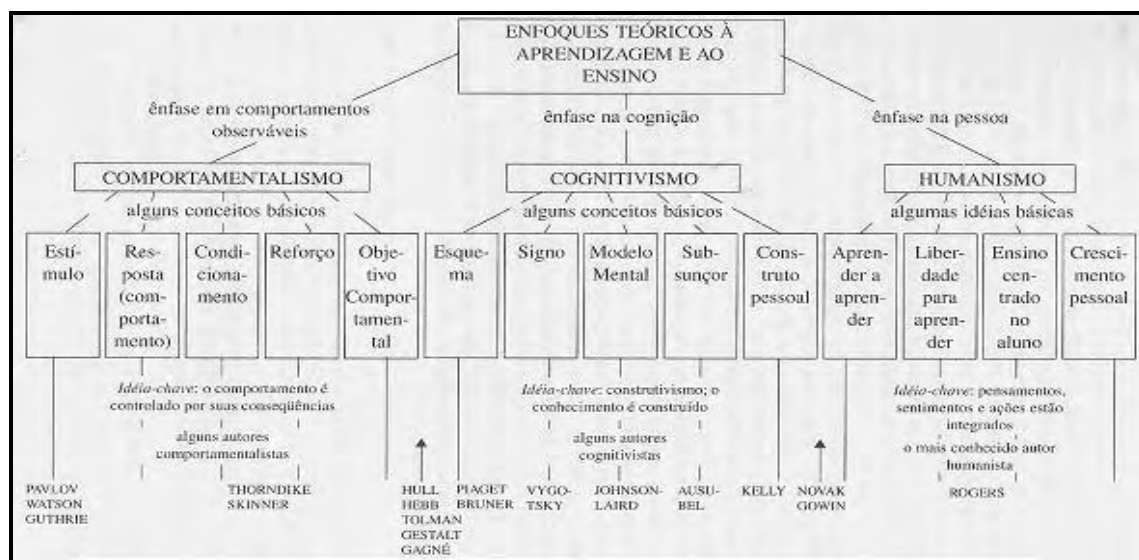 ENFOQUES TEÓRICOS À
APRENDIZAGEM E AO
ENSINO
ênfase em comportamentos
observáveis
ênfase na cognição
ênfase na pessoa
COMPORTAMENTALISMO
COGNITIVISMO
HUMANISMO
alguns conceitos básicos
alguns conceitos básicos
algumas idéias básicas
Estí-
mulo
Res-
posta
(com-
porta-
mento)
Condi-
ciona-
mento
Reforço
Obje-
tivo
Compor-
tamen-
tal
Esque-
ma
Signo
Modelo
Mental
Sub-
sunçor
Cons-
truto
pessoal
Apren-
der a
apren-
der
Liber-
dade
para
apren-
der
Ensino
cen-
trado
no
aluno
Cresci-
mento
pessoal
Idéia-chave: o comportamento é
controlado por suas conseqüências
Idéia-chave: construtivismo; o
conhecimento é construído
Idéia-chave: pensamentos,
sentimentos e ações estão
integrados
alguns autores
comportamentalistas
alguns autores
cognitivistas
o mais conhecido autor
humanista
PAVLOV
WATSON
GUTHRIE
THORNDIKE
SKINNER
HULL
HEBB
TOLMAN
GESTALT
GAGNÉ
PIAGET
BRUNER
VYGO-
TSKY
JOHNSON-
LAIRD
AUSU-
BEL
KELLY
NOVAK
GOWIN
ROGERS